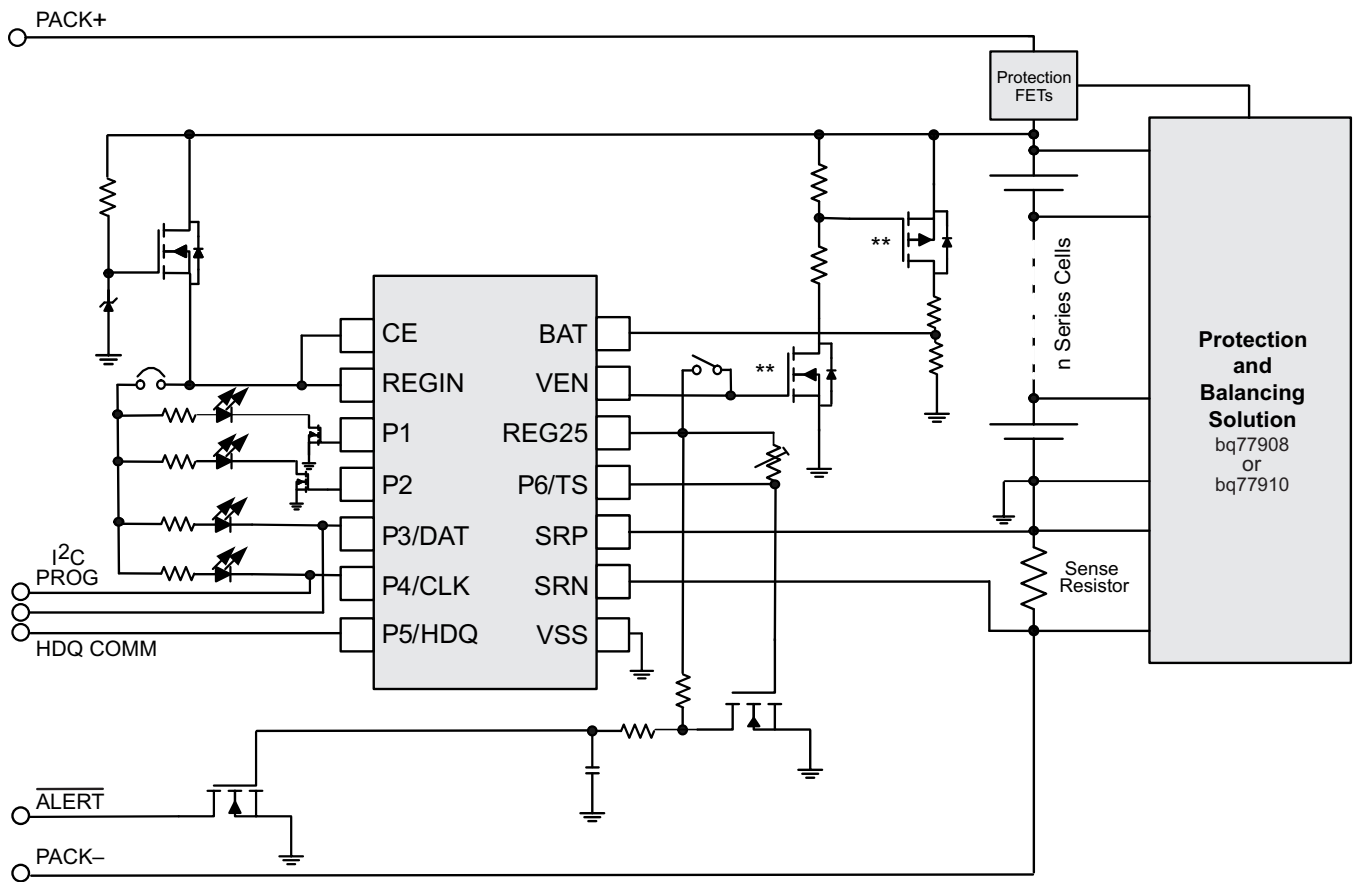 PACK+
Protection
FETs
**
n Series Cells
CE
BAT
REGIN
VEN
**
P1
REG25
P2
P6/TS
P3/DAT
SRP
P4/CLK
SRN
P5/HDQ
VSS
I2C
PROG
HDQ COMM
Sense
Resistor
Protection
and
Balancing
Solution
bq77908
or
bq77910
ALERT
PACK–